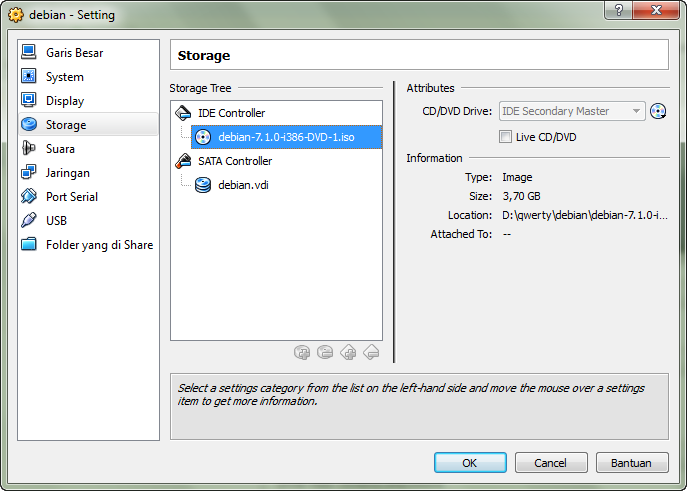 debian - Setting
Garis Besar
System
Display
Storage
Suara
Jaringan
Port Serial
USB
Folder yang di Share
Storage
Storage Tree
IDE Controller
debian-7.1.0-i386-DVD-1.iso
SATA Controller
debian.vdi
Attributes
CD/DVD Drive: IDE Secondary Master
Live CD/DVD
Information
Type: Image
Size: 3,70 GB
Location: D:\qwerty\debian\debian-7.1.0-i...
Attached To: --
Select a settings category from the list on the left-hand side and move the mouse over a settings
item to get more information.
OK
Cancel
Bantuan